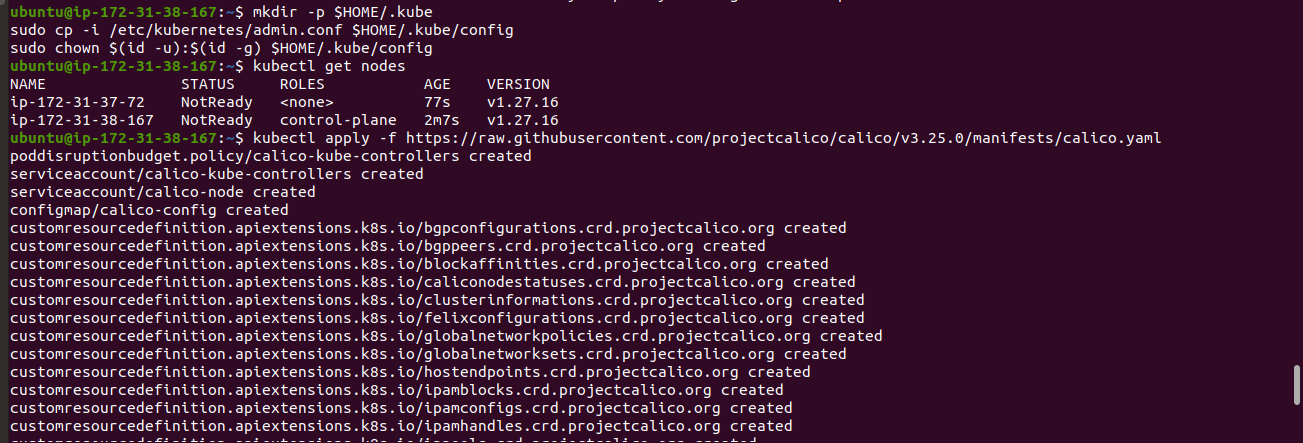 ubuntu@ip-172-31-38-167:~$ mkdir -p $HOME/.kube
sudo cp -i /etc/kubernetes/admin.conf $HOME/.kube/config
sudo chown $(id -u):$(id -g) $HOME/.kube/config
ubuntu@ip-172-31-38-167:~$ kubectl get nodes
NAME STATUS ROLES AGE VERSION
ip-172-31-37-72 NotReady <none> 77s v1.27.16
ip-172-31-38-167 NotReady control-plane 2m7s v1.27.16
ubuntu@ip-172-31-38-167:~$ kubectl apply -f https://raw.githubusercontent.com/projectcalico/calico/v3.25.0/manifests/calico.yaml
poddisruptionbudget.policy/calico-kube-controllers created
serviceaccount/calico-kube-controllers created
serviceaccount/calico-node created
configmap/calico-config created
customresourcedefinition.apiextensions.k8s.io/bgpconfigurations.crd.projectcalico.org created
customresourcedefinition.apiextensions.k8s.io/bgppeers.crd.projectcalico.org created
customresourcedefinition.apiextensions.k8s.io/blockaffinities.crd.projectcalico.org created
customresourcedefinition.apiextensions.k8s.io/caliconodestatuses.crd.projectcalico.org created
customresourcedefinition.apiextensions.k8s.io/clusterinformations.crd.projectcalico.org created
customresourcedefinition.apiextensions.k8s.io/felixconfigurations.crd.projectcalico.org created
customresourcedefinition.apiextensions.k8s.io/globalnetworkpolicies.crd.projectcalico.org created
customresourcedefinition.apiextensions.k8s.io/globalnetworksets.crd.projectcalico.org created
customresourcedefinition.apiextensions.k8s.io/hostendpoints.crd.projectcalico.org created
customresourcedefinition.apiextensions.k8s.io/ipamblocks.crd.projectcalico.org created
customresourcedefinition.apiextensions.k8s.io/ipamconfigs.crd.projectcalico.org created
customresourcedefinition.apiextensions.k8s.io/ipamhandles.crd.projectcalico.org created